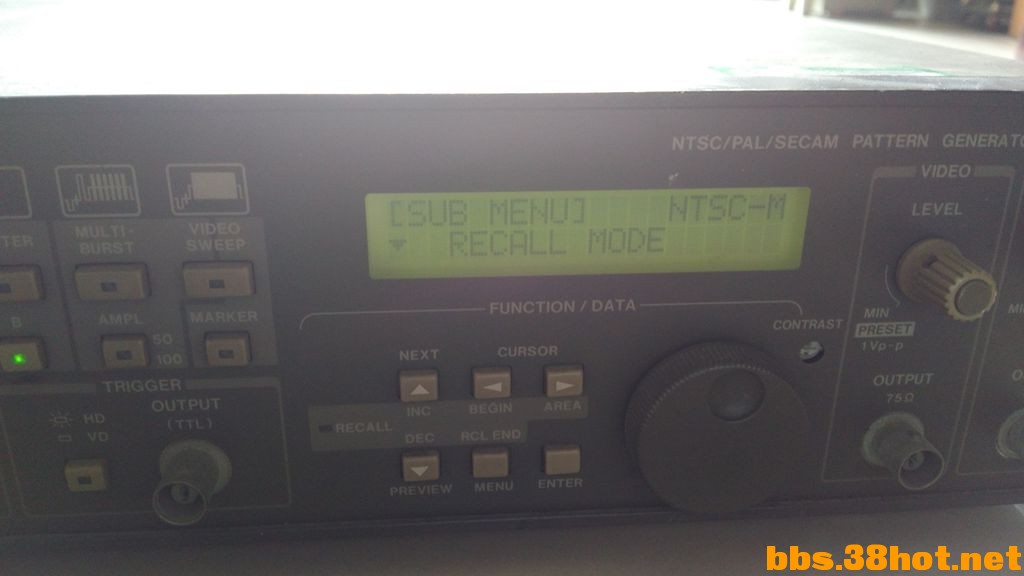 NTSC/PAL/SECAM PATTERN
VIDEO
LEVEL
[SUB MENU] NTSC-M
RECALL MODE
MULTI-
BURST
VIDEO
SWEEP
B
AMPL
50
100
MARKER
FUNCTION / DATA
CONTRAST
MIN
PRESET
1Vp-p
NEXT
CURSOR
INC
BEGIN
AREA
RECALL
DEC
RCL END
PREVIEW
MENU
ENTER
TRIGGER
HD
VD
OUTPUT
(TTL)
OUTPUT
75Ω
bbs.38hot.net